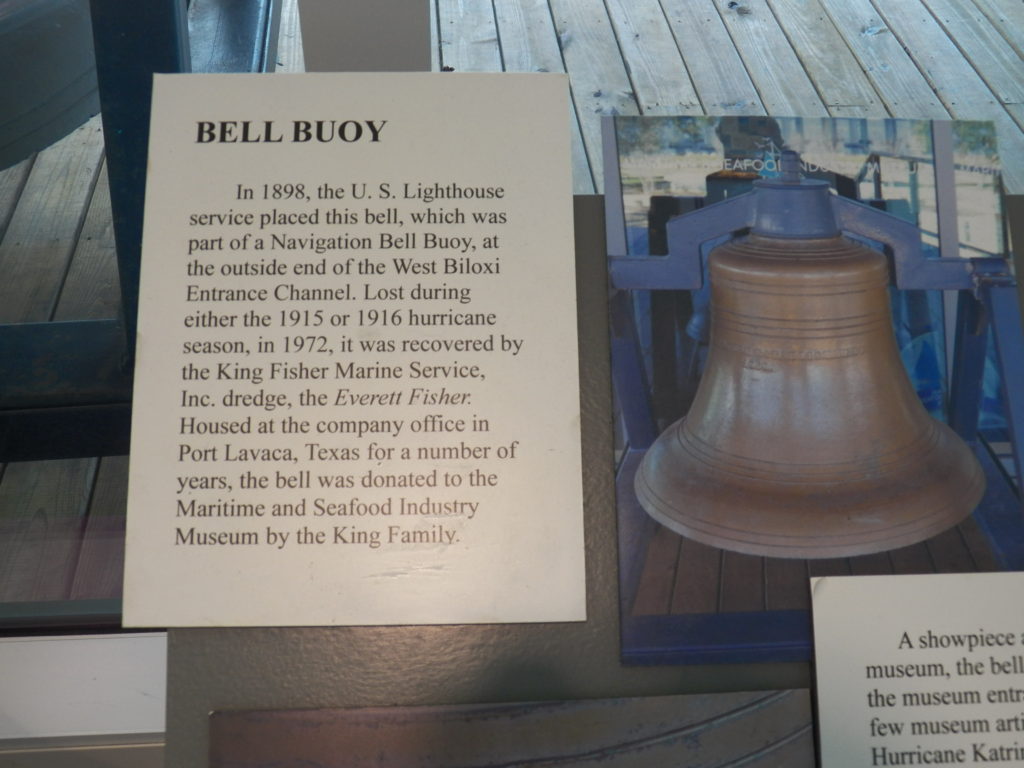 BELL BUOY
In 1898, the U. S. Lighthouse
service placed this bell, which was
part of a Navigation Bell Buoy, at
the outside end of the West Biloxi
Entrance Channel. Lost during
either the 1915 or 1916 hurricane
season, in 1972, it was recovered by
the King Fisher Marine Service,
Inc. dredge, the Everett Fisher.
Housed at the company office in
Port Lavaca, Texas for a number of
years, the bell was donated to the
Maritime and Seafood Industry
Museum by the King Family.
A showpiece
museum, the bell
the museum
few museum
Hurricane